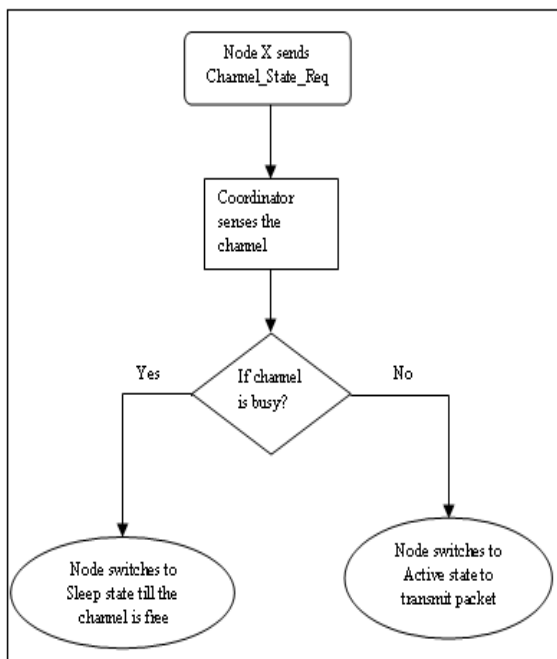 Node X sends
Channel_State_Req
Coordinator
senses the
channel
If channel
is busy?
Yes
No
Node switches to
Sleep state till the
channel is free
Node switches to
Active state to
transmit packet